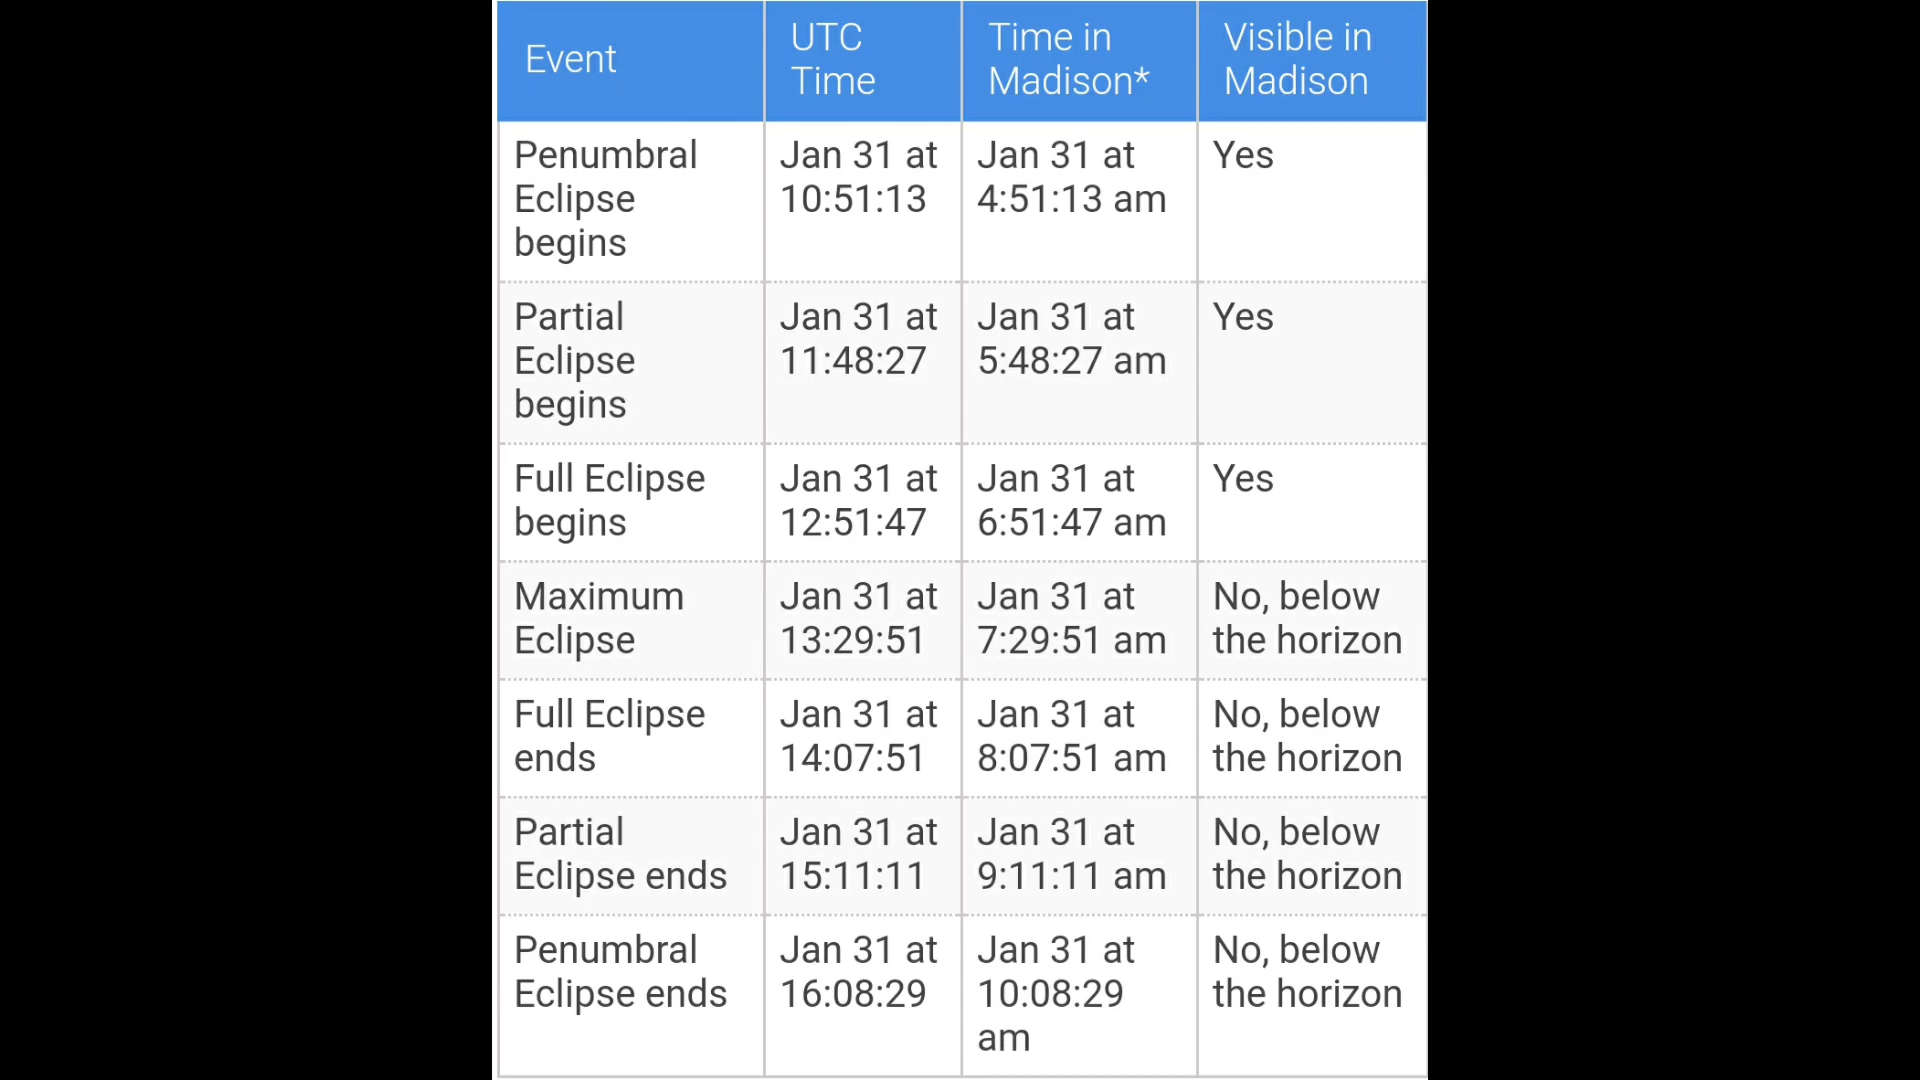 Event
UTC
Time
Time in
Madison*
Visible in
Madison
Penumbral
Eclipse
begins
Jan 31 at
10:51:13
Jan 31 at
4:51:13 am
Yes
Partial
Eclipse
begins
Jan 31 at
11:48:27
Jan 31 at
5:48:27 am
Yes
Full Eclipse
begins
Jan 31 at
12:51:47
Jan 31 at
6:51:47 am
Yes
Maximum
Eclipse
Jan 31 at
13:29:51
Jan 31 at
7:29:51 am
No, below
the horizon
Full Eclipse
ends
Jan 31 at
14:07:51
Jan 31 at
8:07:51 am
No, below
the horizon
Partial
Eclipse ends
Jan 31 at
15:11:11
Jan 31 at
9:11:11 am
No, below
the horizon
Penumbral
Eclipse ends
Jan 31 at
16:08:29
Jan 31 at
10:08:29
am
No, below
the horizon